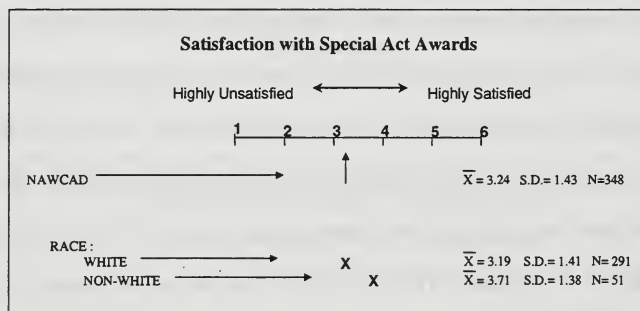 Satisfaction with Special Act Awards
Highly Unsatisfied Highly Satisfied
1 2 3 4 5 6
NAWCAD X̄ = 3.24 S.D.= 1.43 N=348
RACE :
WHITE X X̄ = 3.19 S.D.= 1.41 N= 291
NON-WHITE X X̄ = 3.71 S.D.= 1.38 N= 51